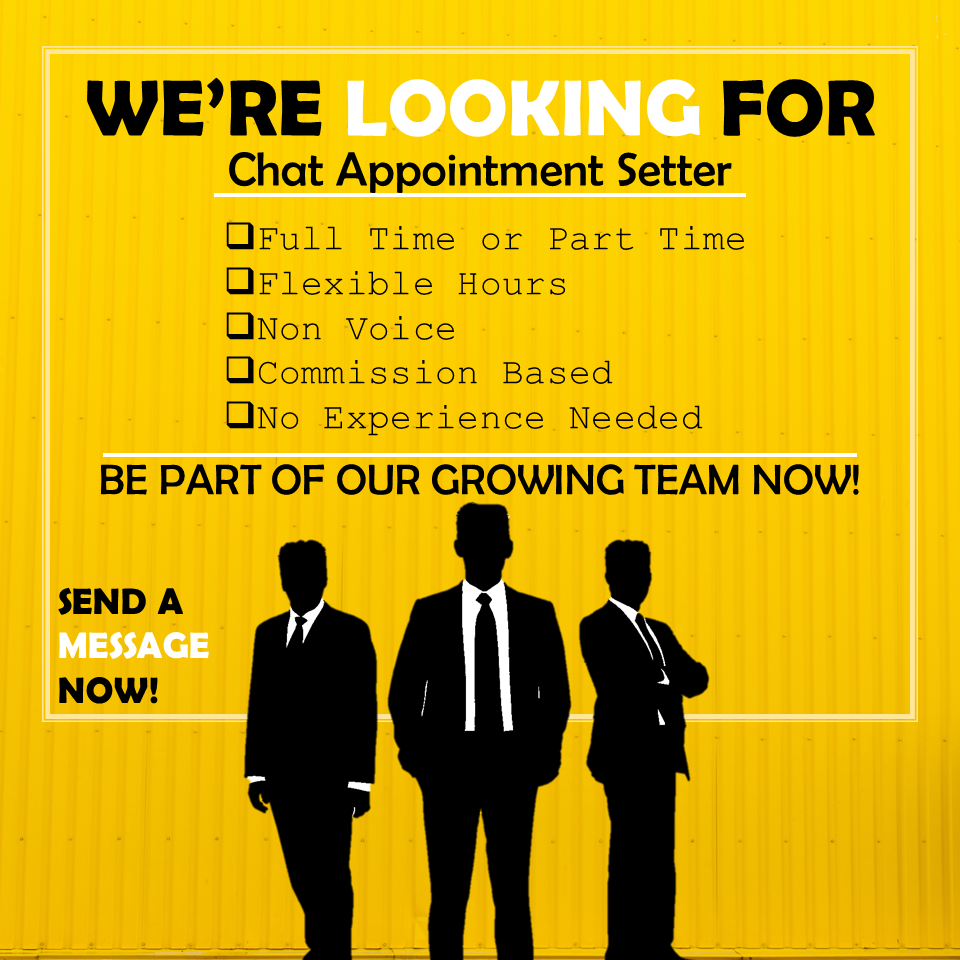 WE'RE LOOKING FOR
Chat Appointment Setter
❑Full Time or Part Time
❑Flexible Hours
❑Non Voice
❑Commission Based
❑No Experience Needed
BE PART OF OUR GROWING TEAM NOW!
SEND A
MESSAGE
NOW!